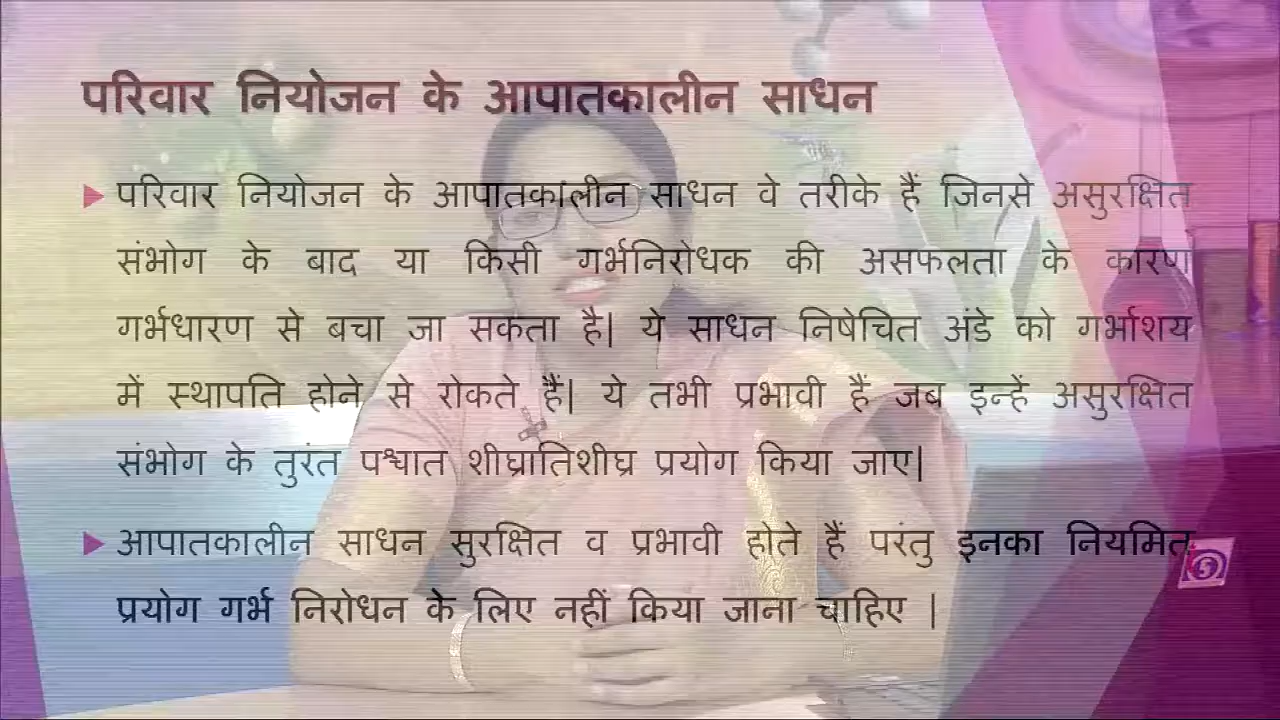 परिवार नियोजन के आपातकालीन साधन
परिवार नियोजन के आपातकालीन साधन वे तरीके हैं जिनसे असुरक्षित
संभोग के बाद या किसी गर्भनिरोधक की असफलता के कारण
गर्भधारण से बचा जा सकता है| ये साधन निषेचित अंडे को गर्भाशय
में स्थापति होने से रोकते हैं| ये तभी प्रभावी हैं जब इन्हें असुरक्षित
संभोग के तुरंत पश्चात शीघ्रातिशीघ्र प्रयोग किया जाए|
आपातकालीन साधन सुरक्षित व प्रभावी होते हैं परंतु इनका नियमित
प्रयोग गर्भ निरोधन के लिए नहीं किया जाना चाहिए |
5